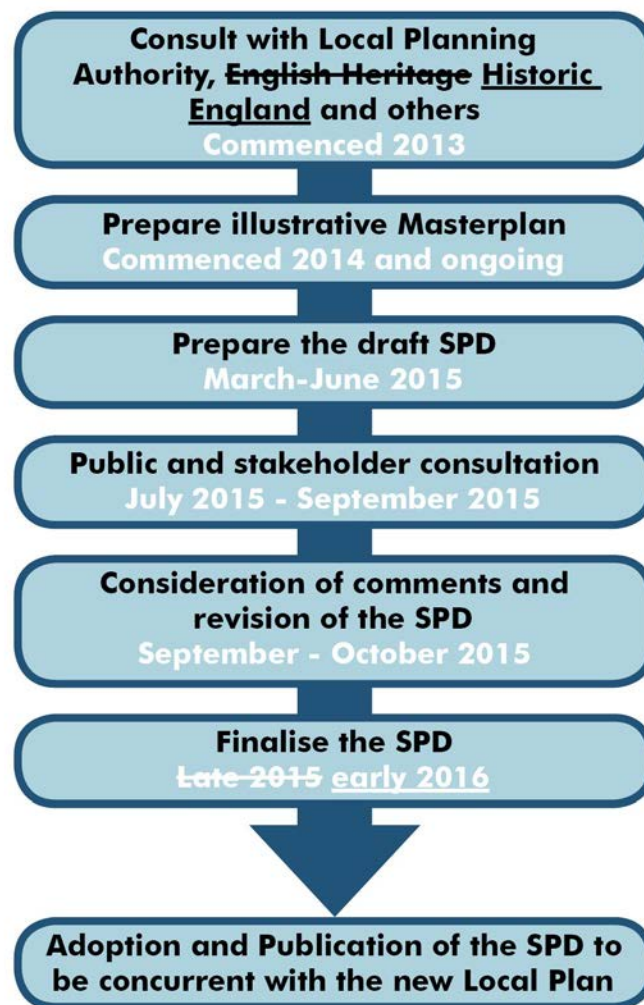 Consult with Local Planning
Authority, English Heritage Historic
England and others
Commenced 2013
Prepare illustrative Masterplan
Commenced 2014 and ongoing
Prepare the draft SPD
March-June 2015
Public and stakeholder consultation
July 2015 - September 2015
Consideration of comments and
revision of the SPD
September - October 2015
Finalise the SPD
Late 2015 early 2016
Adoption and Publication of the SPD to
be concurrent with the new Local Plan